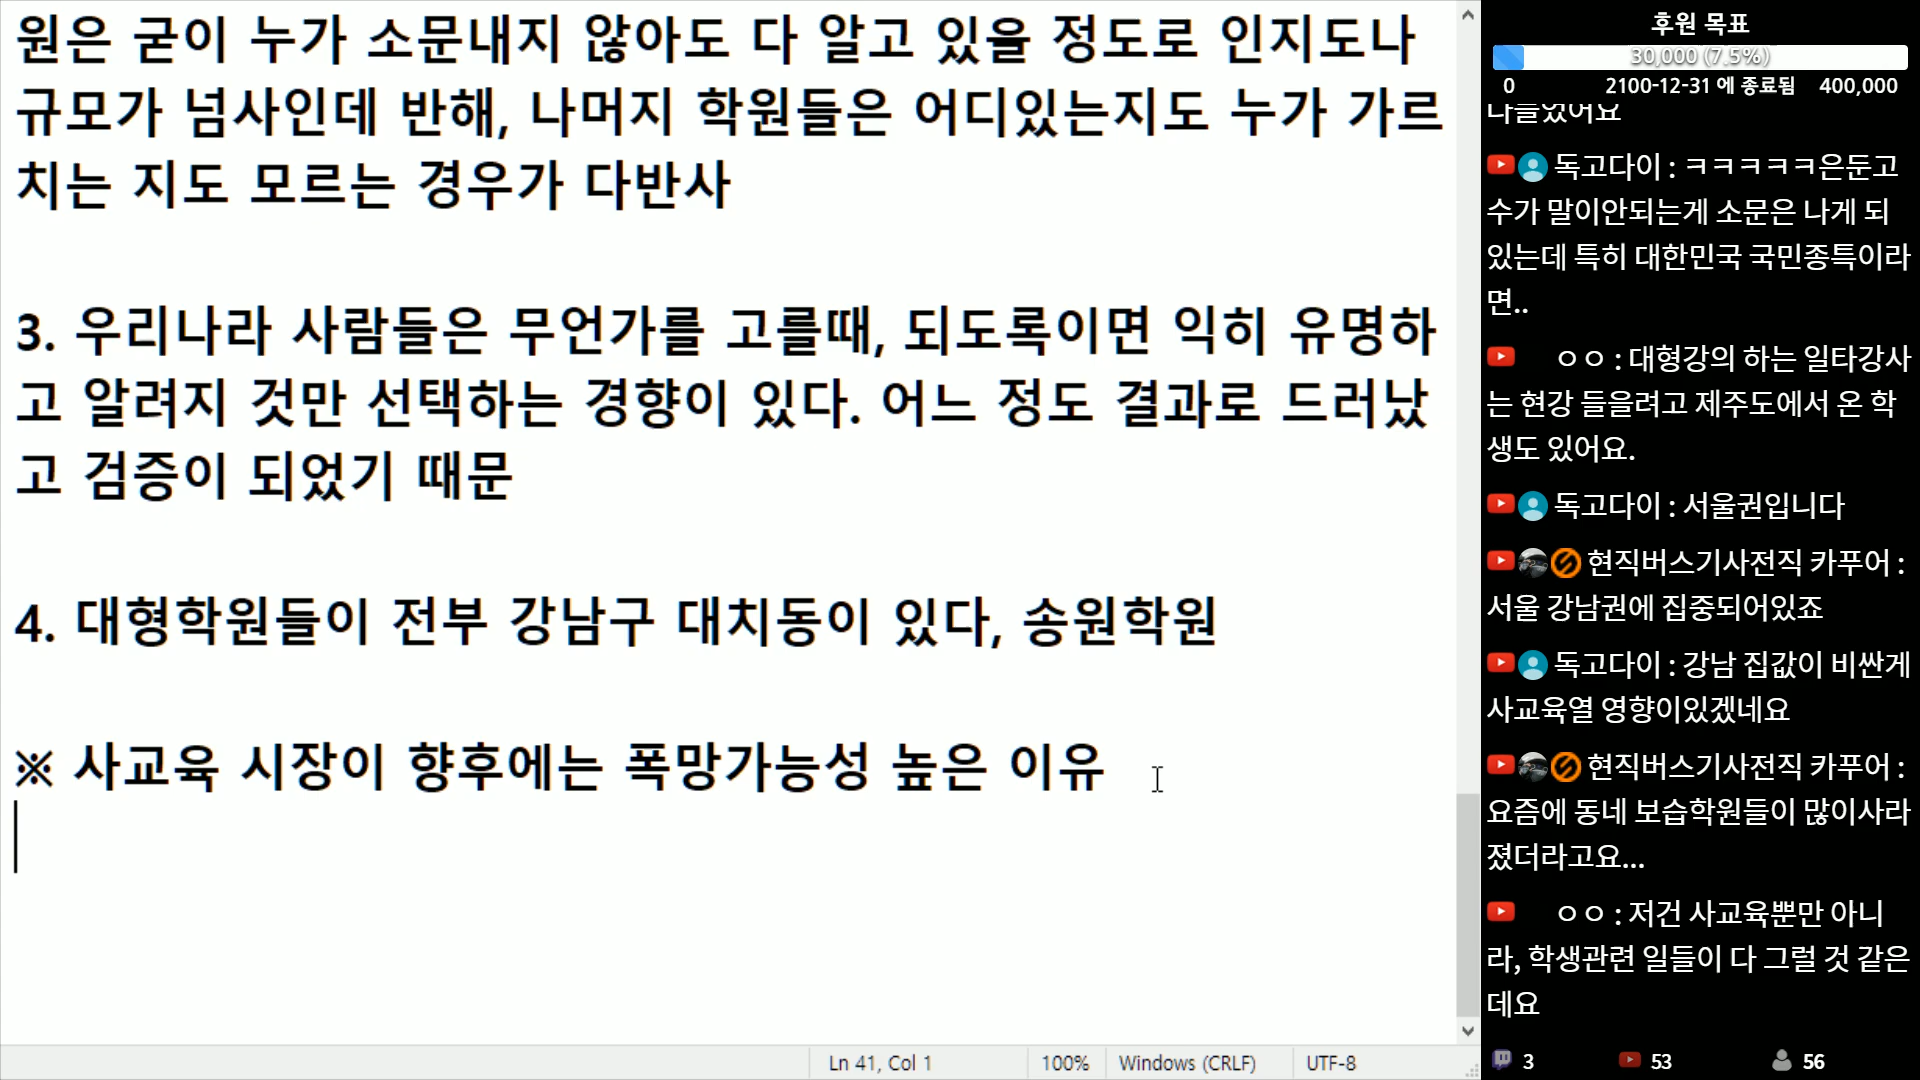 원은 굳이 누가 소문내지 않아도 다 알고 있을 정도로 인지도나
규모가 넘사인데 반해, 나머지 학원들은 어디있는지도 누가 가르
치는 지도 모르는 경우가 다반사
3. 우리나라 사람들은 무언가를 고를때, 되도록이면 익히 유명하
고 알려지 것만 선택하는 경향이 있다. 어느 정도 결과로 드러났
고 검증이 되었기 때문
4. 대형학원들이 전부 강남구 대치동이 있다, 송원학원
※ 사교육 시장이 향후에는 폭망가능성 높은 이유
Ln 41, Col 1
100%
Windows (CRLF)
UTF-8
후원 목표
30,000 (7.5%)
0 2100-12-31 에 종료됨 400,000
독고다이 : ㅋㅋㅋㅋㅋ은둔고
수가 말이안되는게 소문은 나게 되
있는데 특히 대한민국 국민종특이라
면..
ㅇㅇ : 대형강의 하는 일타강사
는 현강 들을려고 제주도에서 온 학
생도 있어요.
독고다이 : 서울권입니다
현직버스기사전직 카푸어 :
서울 강남권에 집중되어있죠
독고다이 : 강남 집값이 비싼게
사교육열 영향이있겠네요
현직버스기사전직 카푸어 :
요즘에 동네 보습학원들이 많이사라
졌더라고요...
ㅇㅇ : 저건 사교육뿐만 아니
라, 학생관련 일들이 다 그럴 것 같은
데요
3 53 56